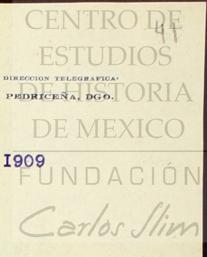 CENTRO DE
44
ESTUDIOS
DIRECCION TELEGRAFICA:
DE HISTORIA
PEDRICEÑA, DGO.
DE MEXICO
1909
FUNDACIÓN
Carlos Slim